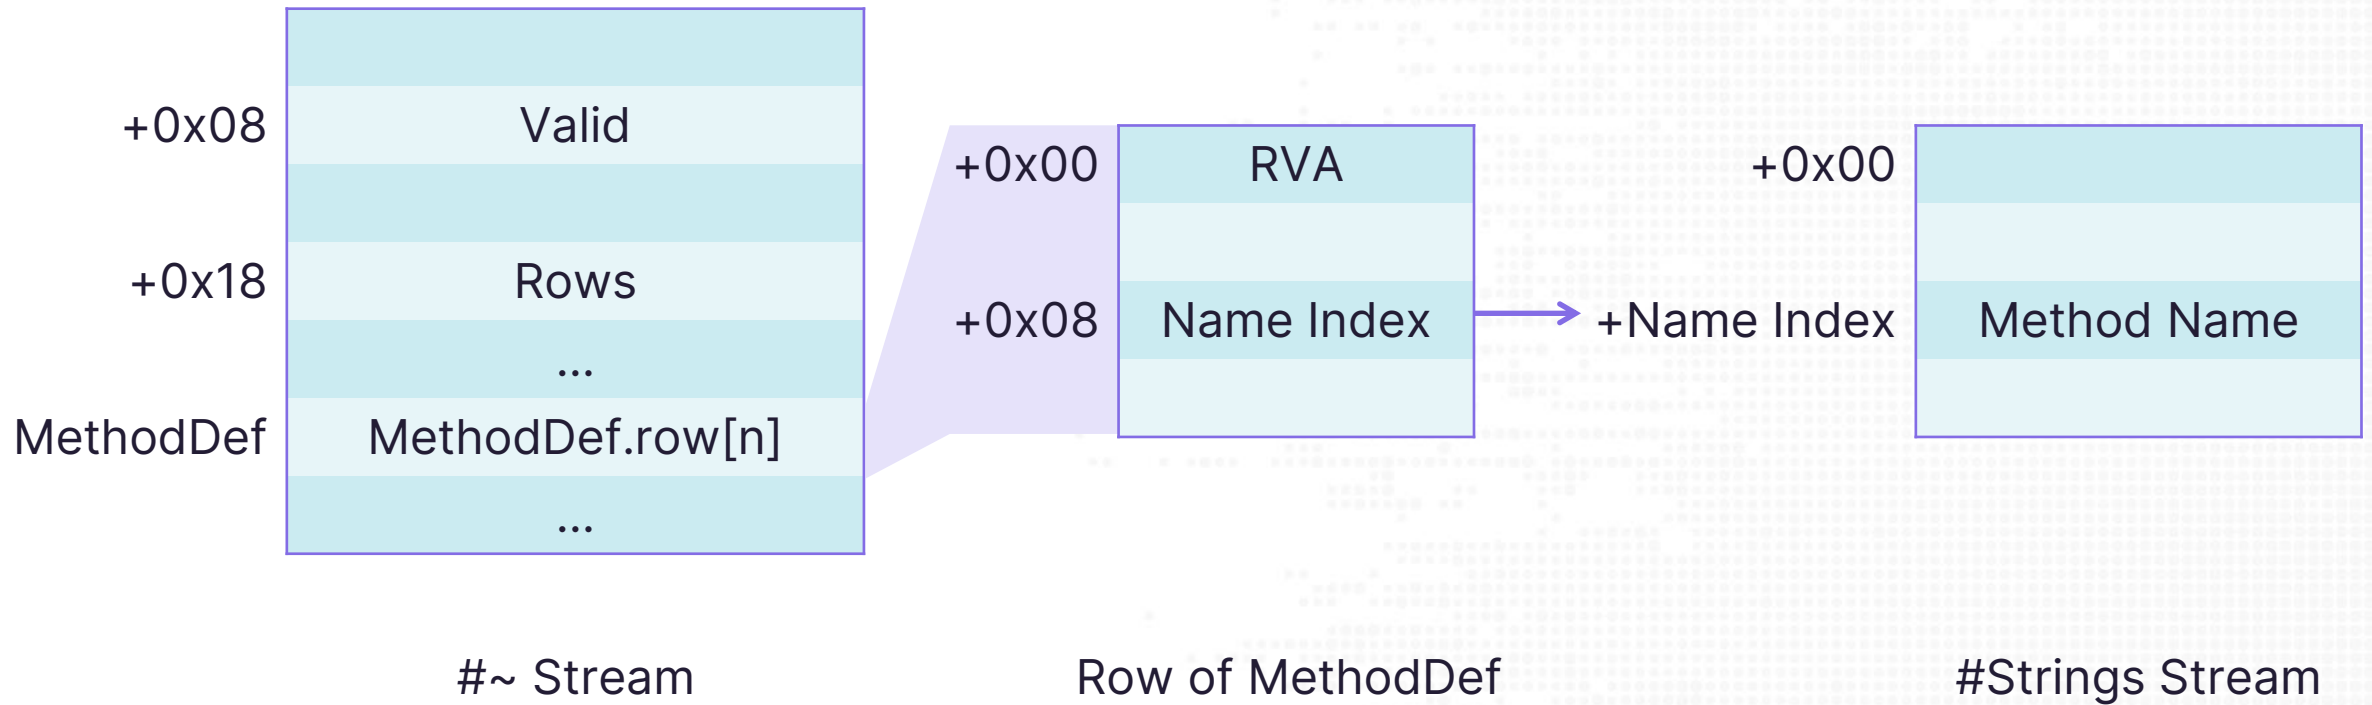 +0x08 Valid
+0x18 Rows
...
MethodDef MethodDef.row[n]
...
#~ Stream
+0x00 RVA
+0x08 Name Index
Row of MethodDef
+0x00
+Name Index Method Name
#Strings Stream